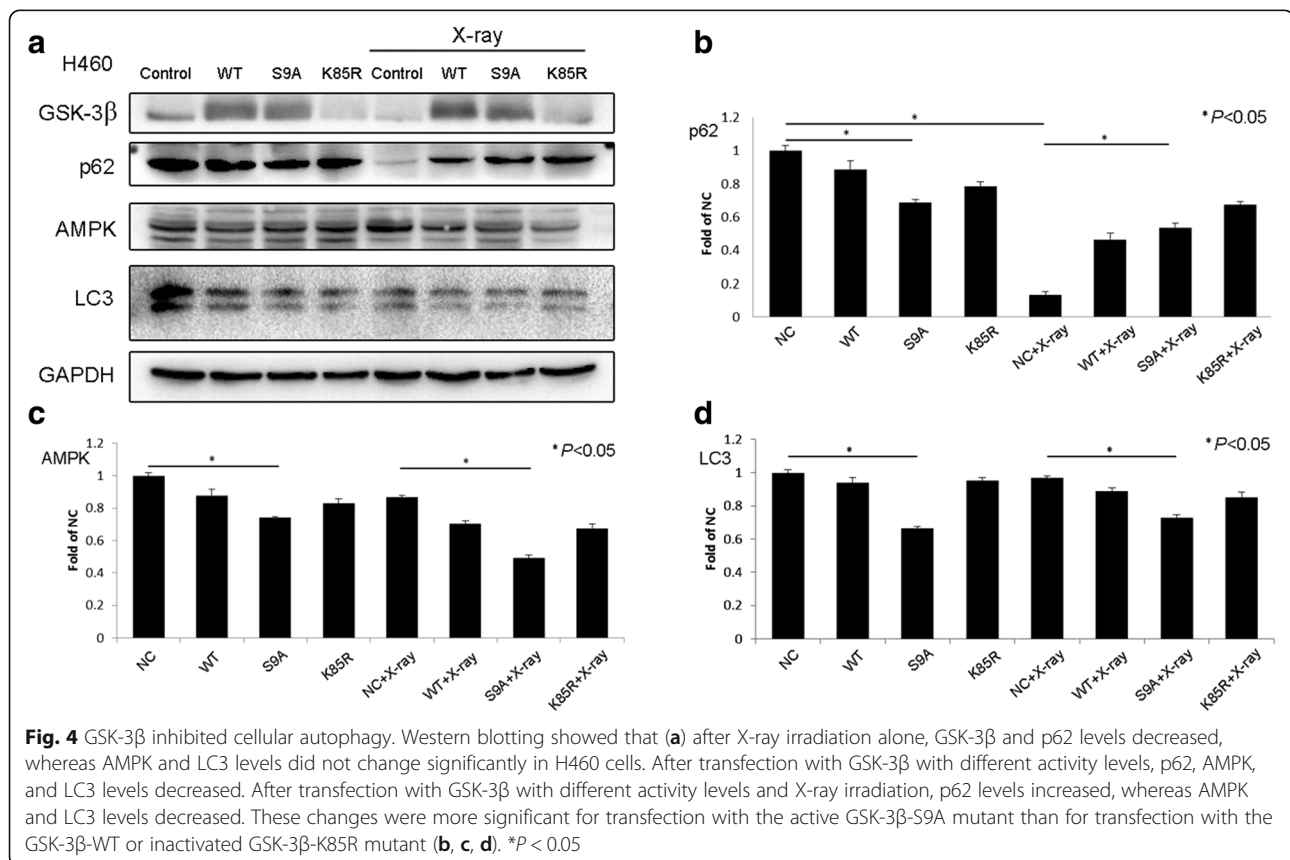 a
X-ray
H460
Control WT S9A K85R Control WT S9A K85R
GSK-3β
p62
AMPK
LC3
GAPDH
b
p62
* P<0.05
Fold of NC
1.2
1
0.8
0.6
0.4
0.2
0
*
*
*
NC WT S9A K85R NC+X-ray WT+X-ray S9A+X-ray K85R+X-ray
c
AMPK
* P<0.05
Fold of NC
1.2
1
0.8
0.6
0.4
0.2
0
*
*
NC WT S9A K85R NC+X-ray WT+X-ray S9A+X-ray K85R+X-ray
d
LC3
* P<0.05
Fold of NC
1.2
1
0.8
0.6
0.4
0.2
0
*
*
NC WT S9A K85R NC+X-ray WT+X-ray S9A+X-ray K85R+X-ray
Fig. 4 GSK-3β inhibited cellular autophagy. Western blotting showed that (a) after X-ray irradiation alone, GSK-3β and p62 levels decreased,
whereas AMPK and LC3 levels did not change significantly in H460 cells. After transfection with GSK-3β with different activity levels, p62, AMPK,
and LC3 levels decreased. After transfection with GSK-3β with different activity levels and X-ray irradiation, p62 levels increased, whereas AMPK
and LC3 levels decreased. These changes were more significant for transfection with the active GSK-3β-S9A mutant than for transfection with the
GSK-3β-WT or inactivated GSK-3β-K85R mutant (b, c, d). *P < 0.05